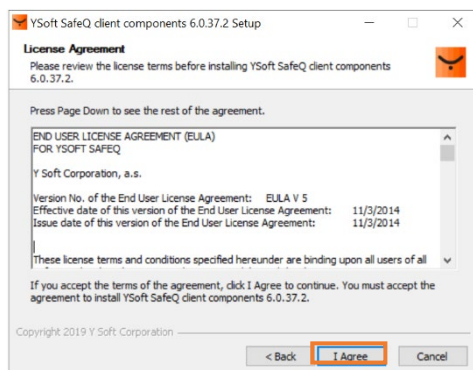 YSoft SafeQ client components 6.0.37.2 Setup
License Agreement
Please review the license terms before installing YSoft SafeQ client components
6.0.37.2.
Press Page Down to see the rest of the agreement.
END USER LICENSE AGREEMENT (EULA)
FOR YSOFT SAFEQ
Y Soft Corporation, a.s.
Version No. of the End User License Agreement: EULA V 5
Effective date of this version of the End User License Agreement: 11/3/2014
Issue date of this version of the End User License Agreement: 11/3/2014
These license terms and conditions specified hereunder are binding upon all users of all
If you accept the terms of the agreement, click I Agree to continue. You must accept the
agreement to install YSoft SafeQ client components 6.0.37.2.
Copyright 2019 Y Soft Corporation
< Back I Agree Cancel